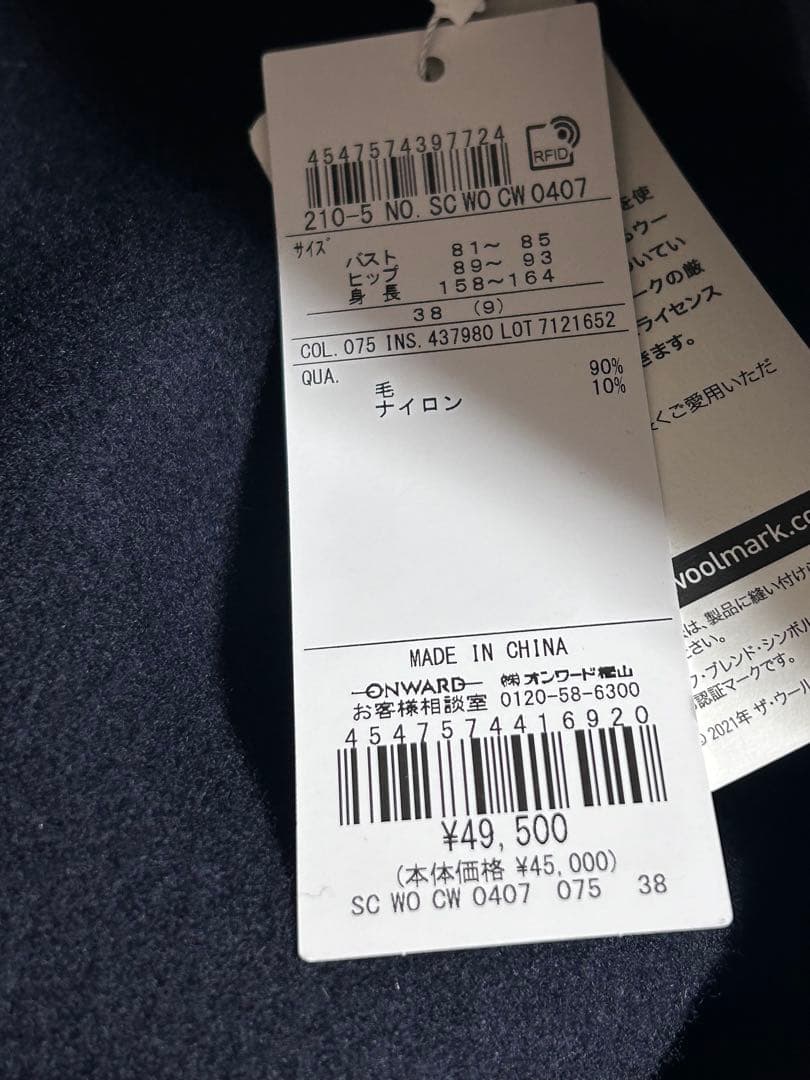 4547574397724
RFID
210-5 NO. SC WO CW 0407
サイズ
バスト 81～ 85
ヒップ 89～ 93
身長 158～164
38 (9)
COL. 075 INS. 437980 LOT 7121652
QUA.
毛 90%
ナイロン 10%
MADE IN CHINA
ONWARD ㈱オンワード樫山
お客様相談室 0120-58-6300
4547574416920
¥49,500
(本体価格 ¥45,000)
SC WO CW 0407 075 38
を使
ウー
いてい
ークの厳
ライセンス
きます。
くご愛用いただ
woolmark.co
は、製品に縫い付け
さい。
ク・ブレンド・シンボル
認証マークです。
© 2021年 ザ・ウール